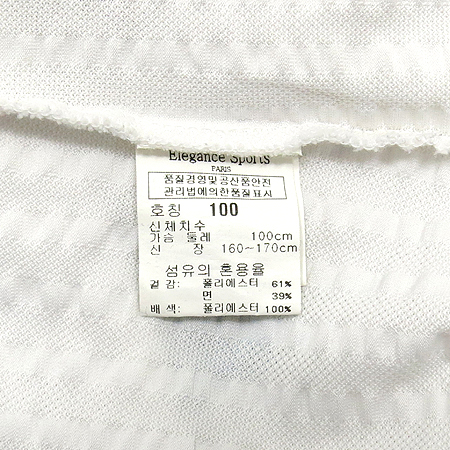 Elegance Sports
PARIS
품질경영및공산품안전
관리법에의한품질표시
호칭 100
신체치수
가슴 둘레 100cm
신 장 160~170cm
섬유의 혼용율
겉 감: 폴리에스터 61%
면 39%
배 색: 폴리에스터 100%